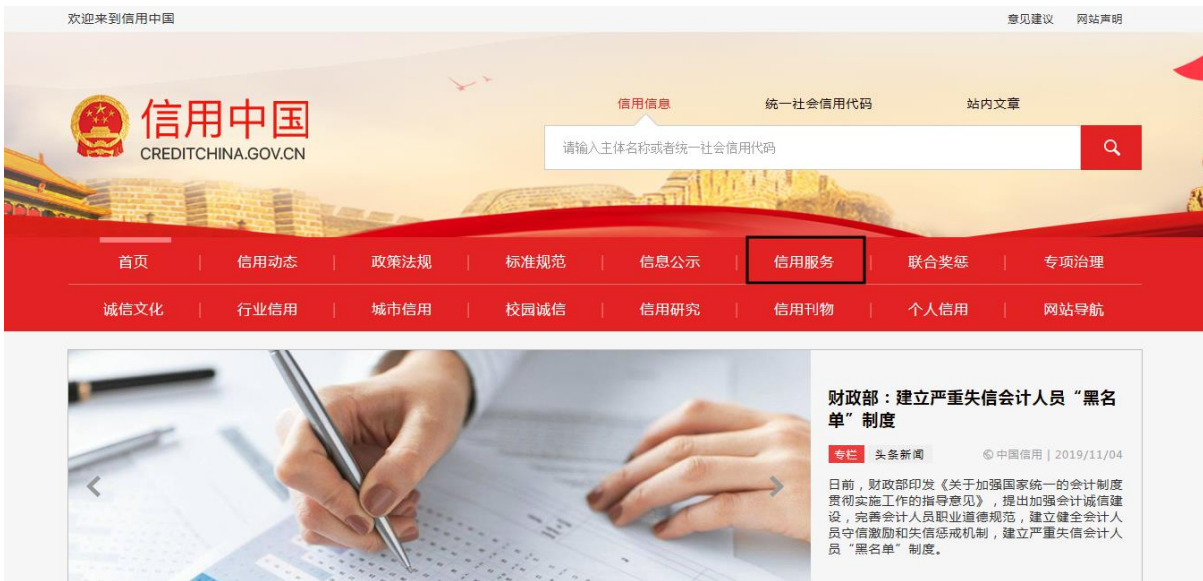 欢迎来到信用中国
意见建议 网站声明
信用中国
CREDITCHINA.GOV.CN
信用信息 统一社会信用代码 站内文章
请输入主体名称或者统一社会信用代码
首页 | 信用动态 | 政策法规 | 标准规范 | 信息公示 | 信用服务 | 联合奖惩 | 专项治理
诚信文化 | 行业信用 | 城市信用 | 校园诚信 | 信用研究 | 信用刊物 | 个人信用 | 网站导航
财政部：建立严重失信会计人员“黑名
单”制度
专栏 头条新闻 中国信用 | 2019/11/04
日前，财政部印发《关于加强国家统一的会计制度
贯彻实施工作的指导意见》，提出加强会计诚信建
设，完善会计人员职业道德规范，建立健全会计人
员守信激励和失信惩戒机制，建立严重失信会计人
员“黑名单”制度。